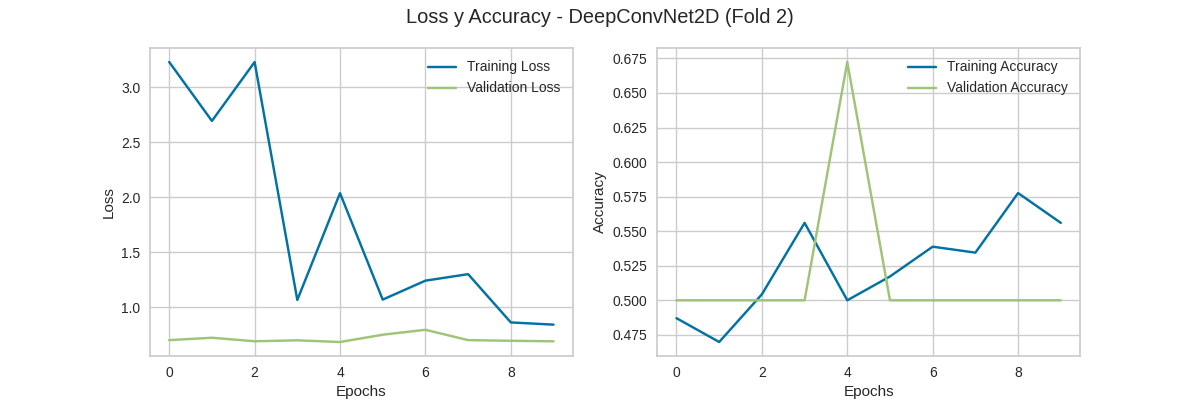 Loss y Accuracy - DeepConvNet2D (Fold 2)
Training Loss
Validation Loss
3.0
2.5
2.0
1.5
1.0
Loss
0
2
4
6
8
Epochs
Training Accuracy
Validation Accuracy
0.675
0.650
0.625
0.600
0.575
0.550
0.525
0.500
0.475
Accuracy
0
2
4
6
8
Epochs